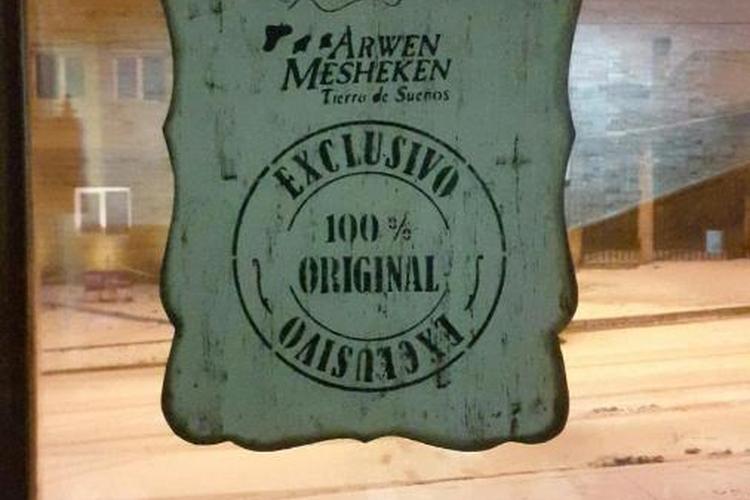 ARWEN
MESHEKEN
Tierra de Sueños
EXCLUSIVO
100 %
ORIGINAL
EXCLUSIVO